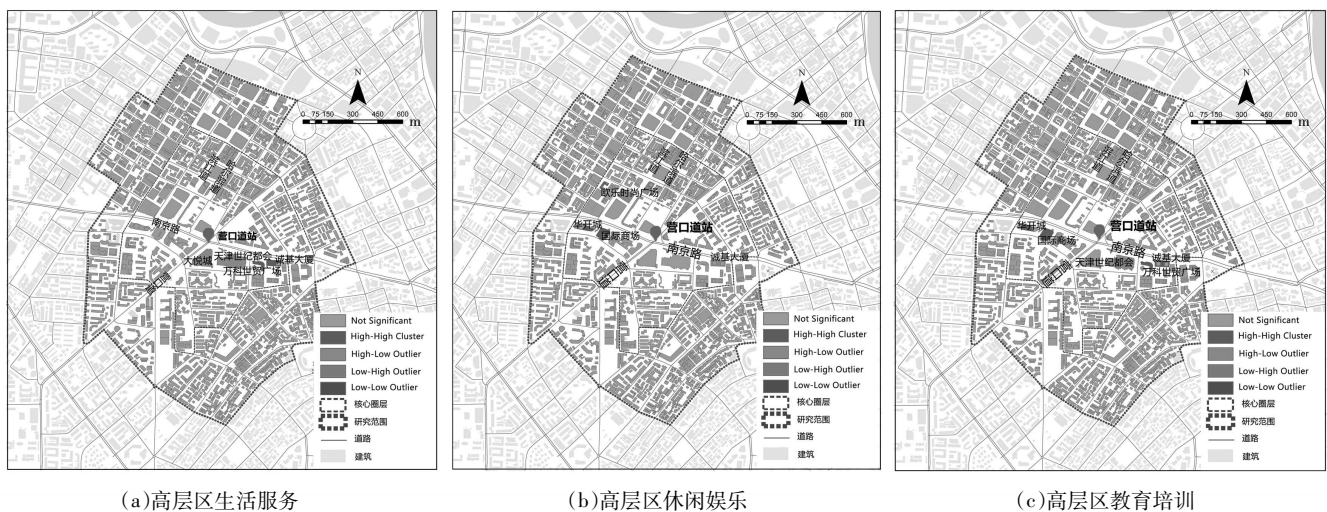 N
0 75 150 300 450 600 m
哈尔滨道
滨江道
南京路
营口道站
大悦城
天津世纪都会
诚基大厦
万科世贸广场
营口道
Not Significant
High-High Cluster
High-Low Outlier
Low-High Outlier
Low-Low Outlier
核心圈层
研究范围
道路
建筑
(a)高层区生活服务
N
0 75 150 300 450 600 m
欧乐时尚广场
华开城
国际商场
营口道站
南京路
诚基大厦
营口道
Not Significant
High-High Cluster
High-Low Outlier
Low-High Outlier
Low-Low Outlier
核心圈层
研究范围
道路
建筑
(b)高层区休闲娱乐
N
0 75 150 300 450 600 m
华开城
国际商场
营口道站
南京路
天津世纪都会
诚基大厦
万科世贸广场
营口道
Not Significant
High-High Cluster
High-Low Outlier
Low-High Outlier
Low-Low Outlier
核心圈层
研究范围
道路
建筑
(c)高层区教育培训